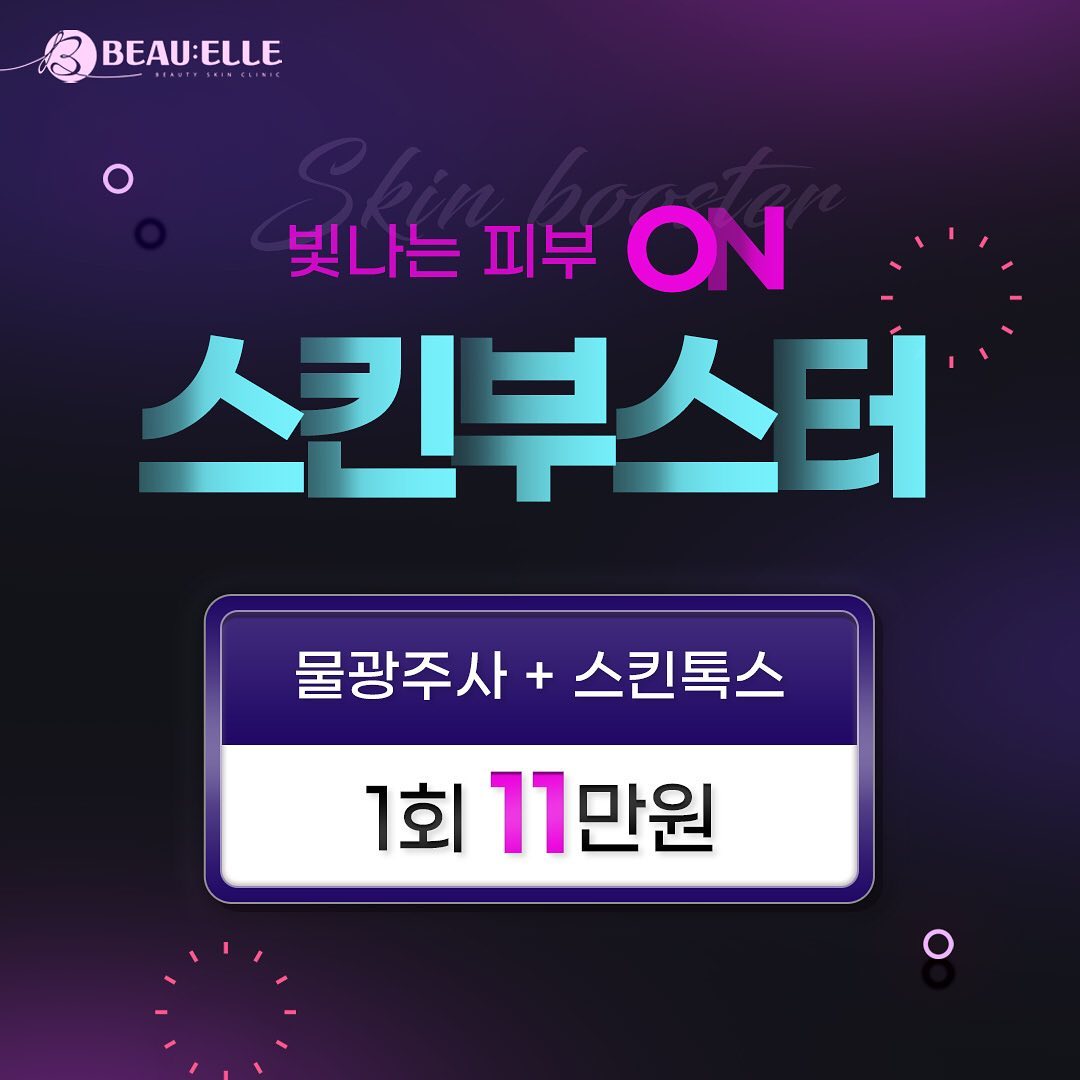 BEAU:ELLE
BEAUTY SKIN CLINIC
Skin booster
빛나는 피부 ON
스킨부스터
물광주사 + 스킨톡스
1회 11만원